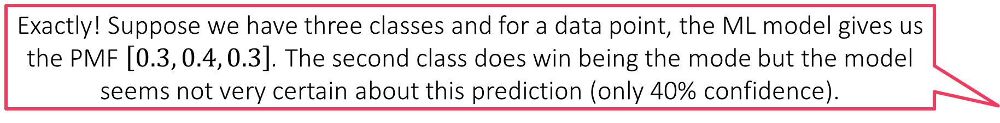 Exactly! Suppose we have three classes and for a data point, the ML model gives us
the PMF [0.3, 0.4, 0.3]. The second class does win being the mode but the model
seems not very certain about this prediction (only 40% confidence).